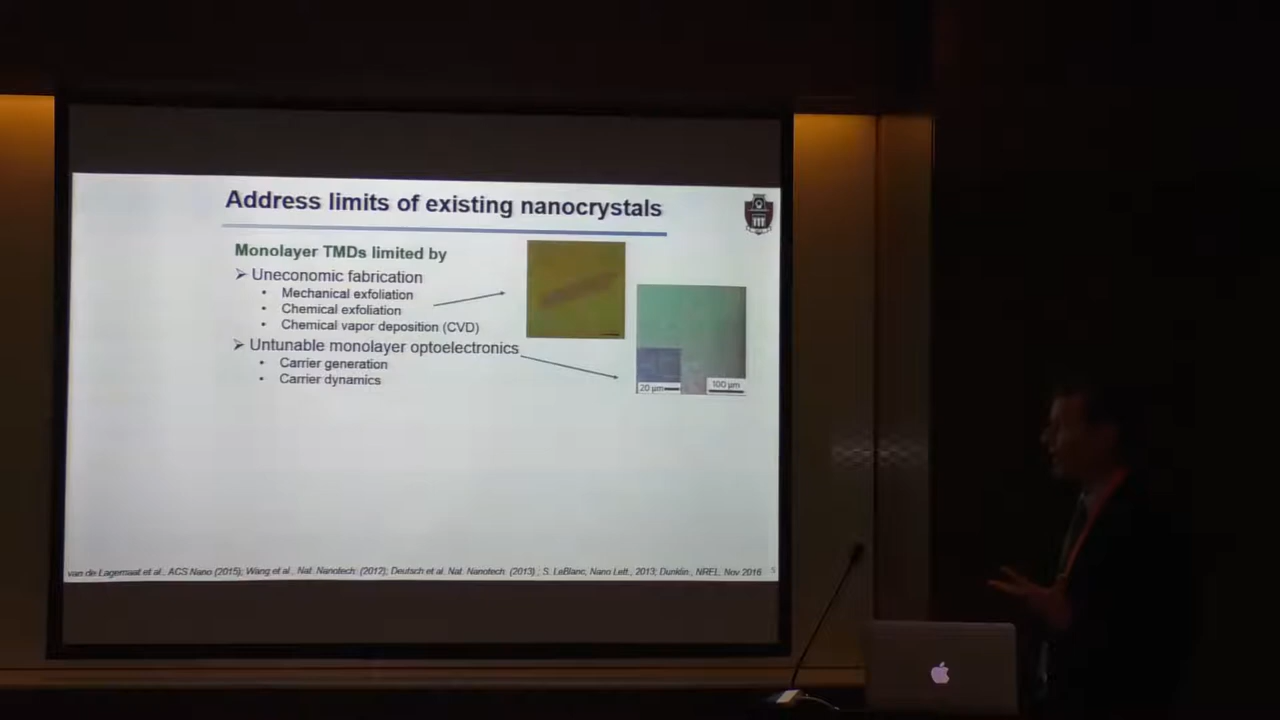 Address limits of existing nanocrystals
Monolayer TMDs limited by
➢ Uneconomic fabrication
• Mechanical exfoliation
• Chemical exfoliation
• Chemical vapor deposition (CVD)
➢ Untunable monolayer optoelectronics
• Carrier generation
• Carrier dynamics
20 µm
100 µm
van de Lagemaat et al., ACS Nano (2015); Wang et al., Nat. Nanotech. (2012); Deutsch et al. Nat. Nanotech. (2013).; S. LeBlanc, Nano Lett., 2013; Dunklin., NREL, Nov 2016
5